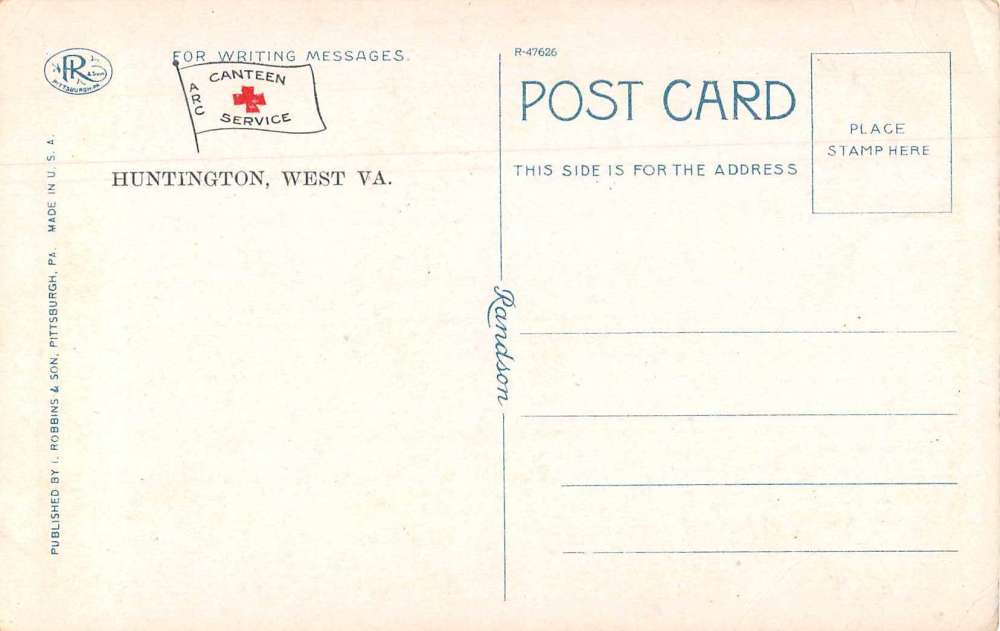 FOR WRITING MESSAGES.
R & Son
PITTSBURGH, PA.
CANTEEN
ARC
SERVICE
HUNTINGTON, WEST VA.
PUBLISHED BY I. ROBBINS & SON, PITTSBURGH, PA. MADE IN U. S. A.
Randson
R-47626
POST CARD
THIS SIDE IS FOR THE ADDRESS
PLACE
STAMP HERE